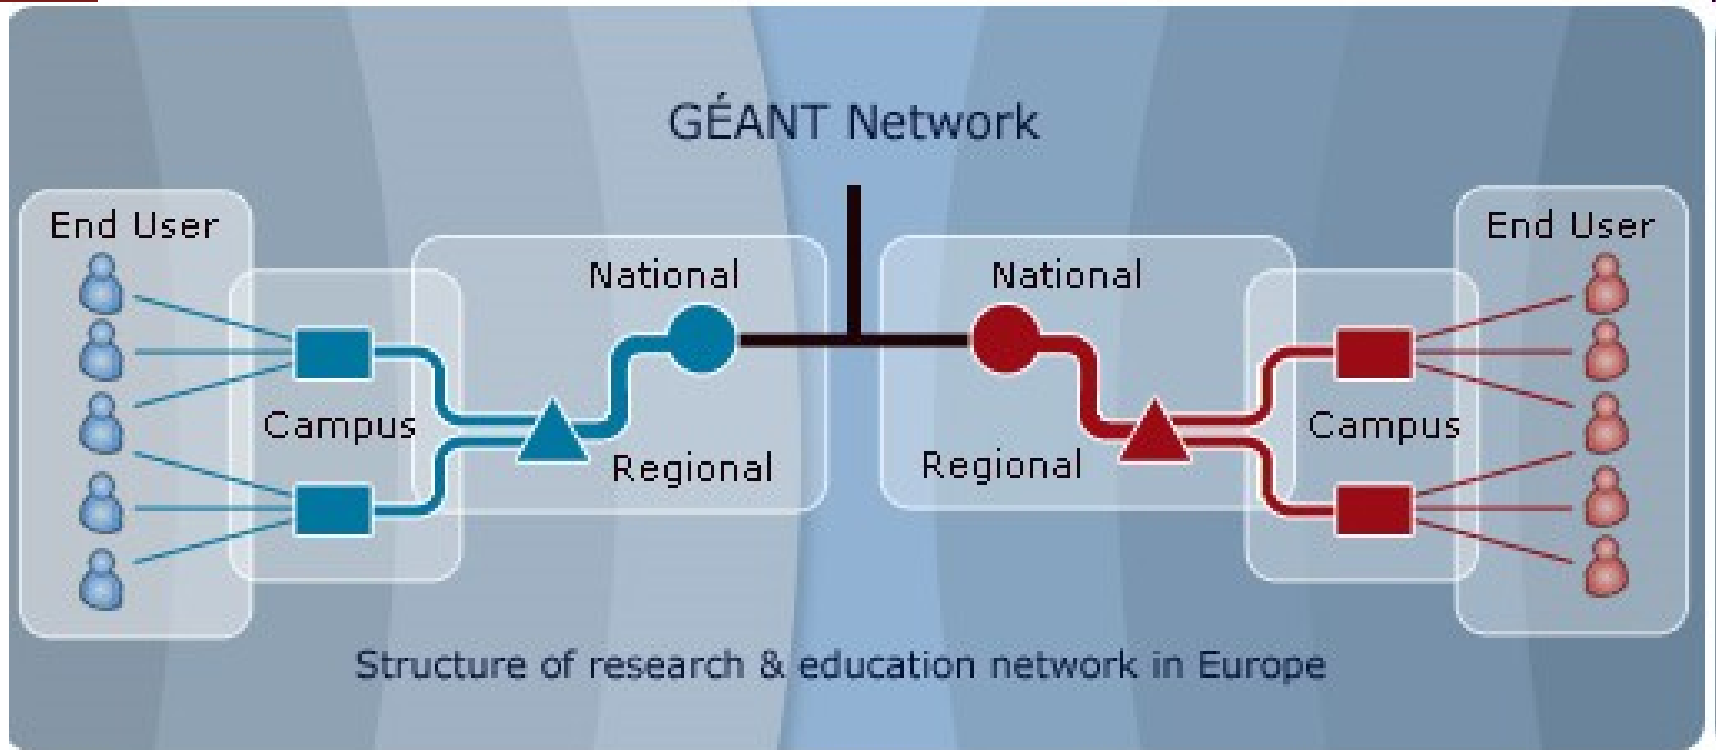 GÉANT Network
End User
End User
National
National
Campus
Campus
Regional
Regional
Structure of research & education network in Europe